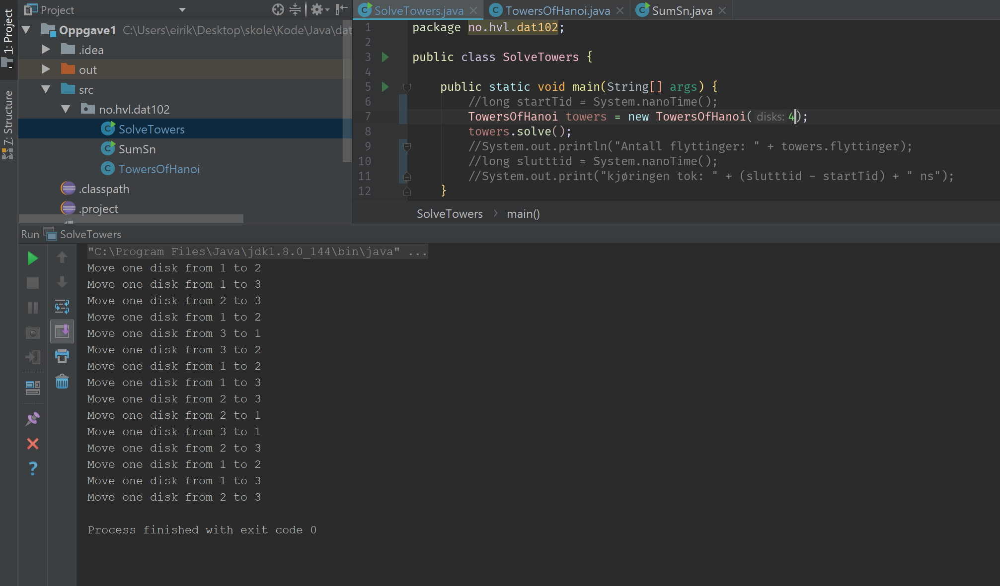 Project
1: Project
7: Structure
Oppgave1 C:\Users\eirik\Desktop\skole\Kode\Java\dat
.idea
out
src
no.hvl.dat102
SolveTowers
SumSn
TowersOfHanoi
.classpath
.project
SolveTowers.java TowersOfHanoi.java SumSn.java
1 package no.hvl.dat102;
2
3 public class SolveTowers {
4
5 public static void main(String[] args) {
6 //long startTid = System.nanoTime();
7 TowersOfHanoi towers = new TowersOfHanoi( disks: 4);
8 towers.solve();
9 //System.out.println("Antall flyttinger: " + towers.flyttinger);
10 //long slutttid = System.nanoTime();
11 //System.out.print("kjøringen tok: " + (slutttid - startTid) + " ns");
12 }
SolveTowers main()
Run SolveTowers
"C:\Program Files\Java\jdk1.8.0_144\bin\java" ...
Move one disk from 1 to 2
Move one disk from 1 to 3
Move one disk from 2 to 3
Move one disk from 1 to 2
Move one disk from 3 to 1
Move one disk from 3 to 2
Move one disk from 1 to 2
Move one disk from 1 to 3
Move one disk from 2 to 3
Move one disk from 2 to 1
Move one disk from 3 to 1
Move one disk from 2 to 3
Move one disk from 1 to 2
Move one disk from 1 to 3
Move one disk from 2 to 3
Process finished with exit code 0